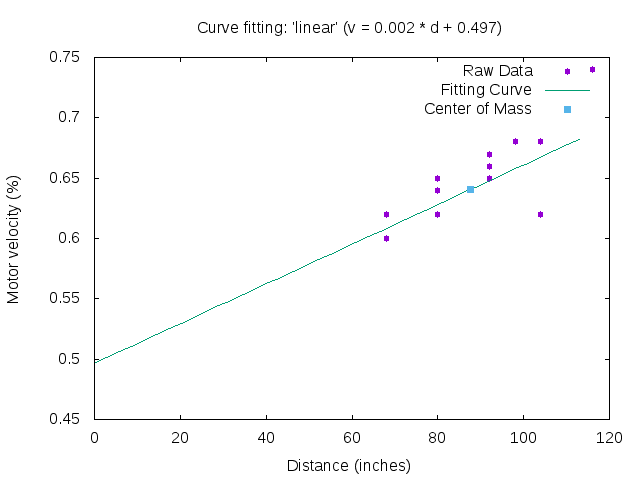 Curve fitting: 'linear' (v = 0.002 * d + 0.497)
0.75
0.7
0.65
0.6
0.55
0.5
0.45
Motor velocity (%)
Raw Data
Fitting Curve
Center of Mass
0 20 40 60 80 100 120
Distance (inches)